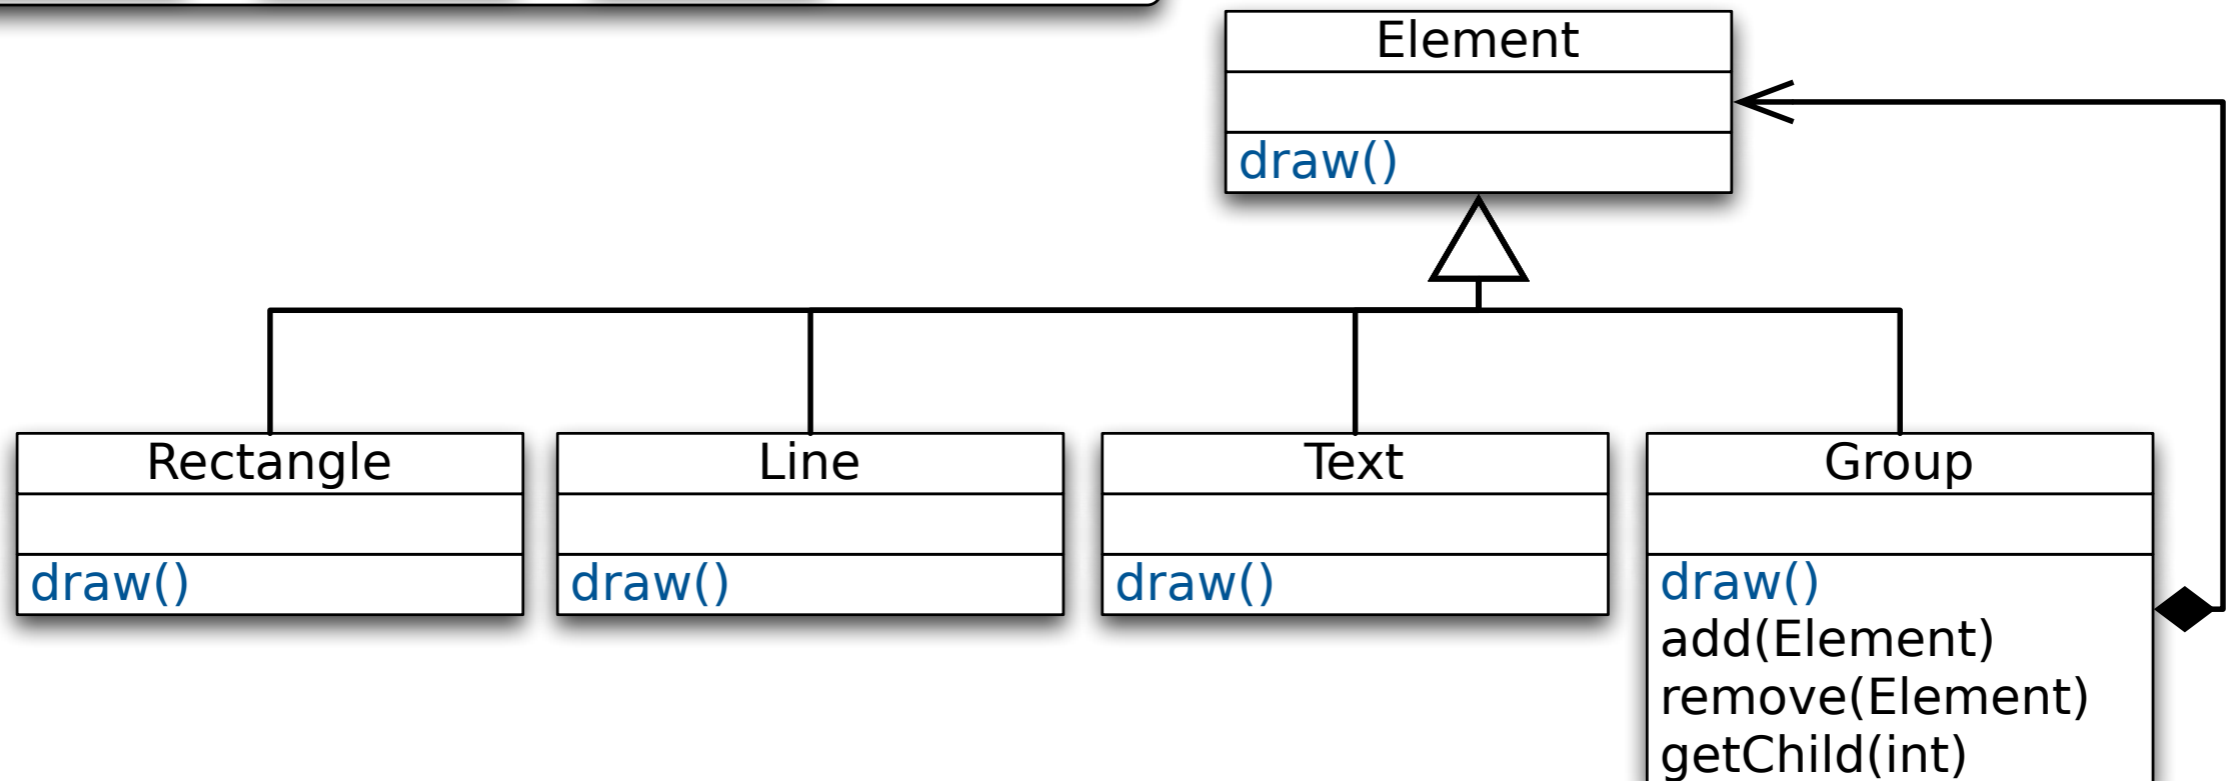 Element
draw()
Rectangle
draw()
Line
draw()
Text
draw()
Group
draw()
add(Element)
remove(Element)
getChild(int)